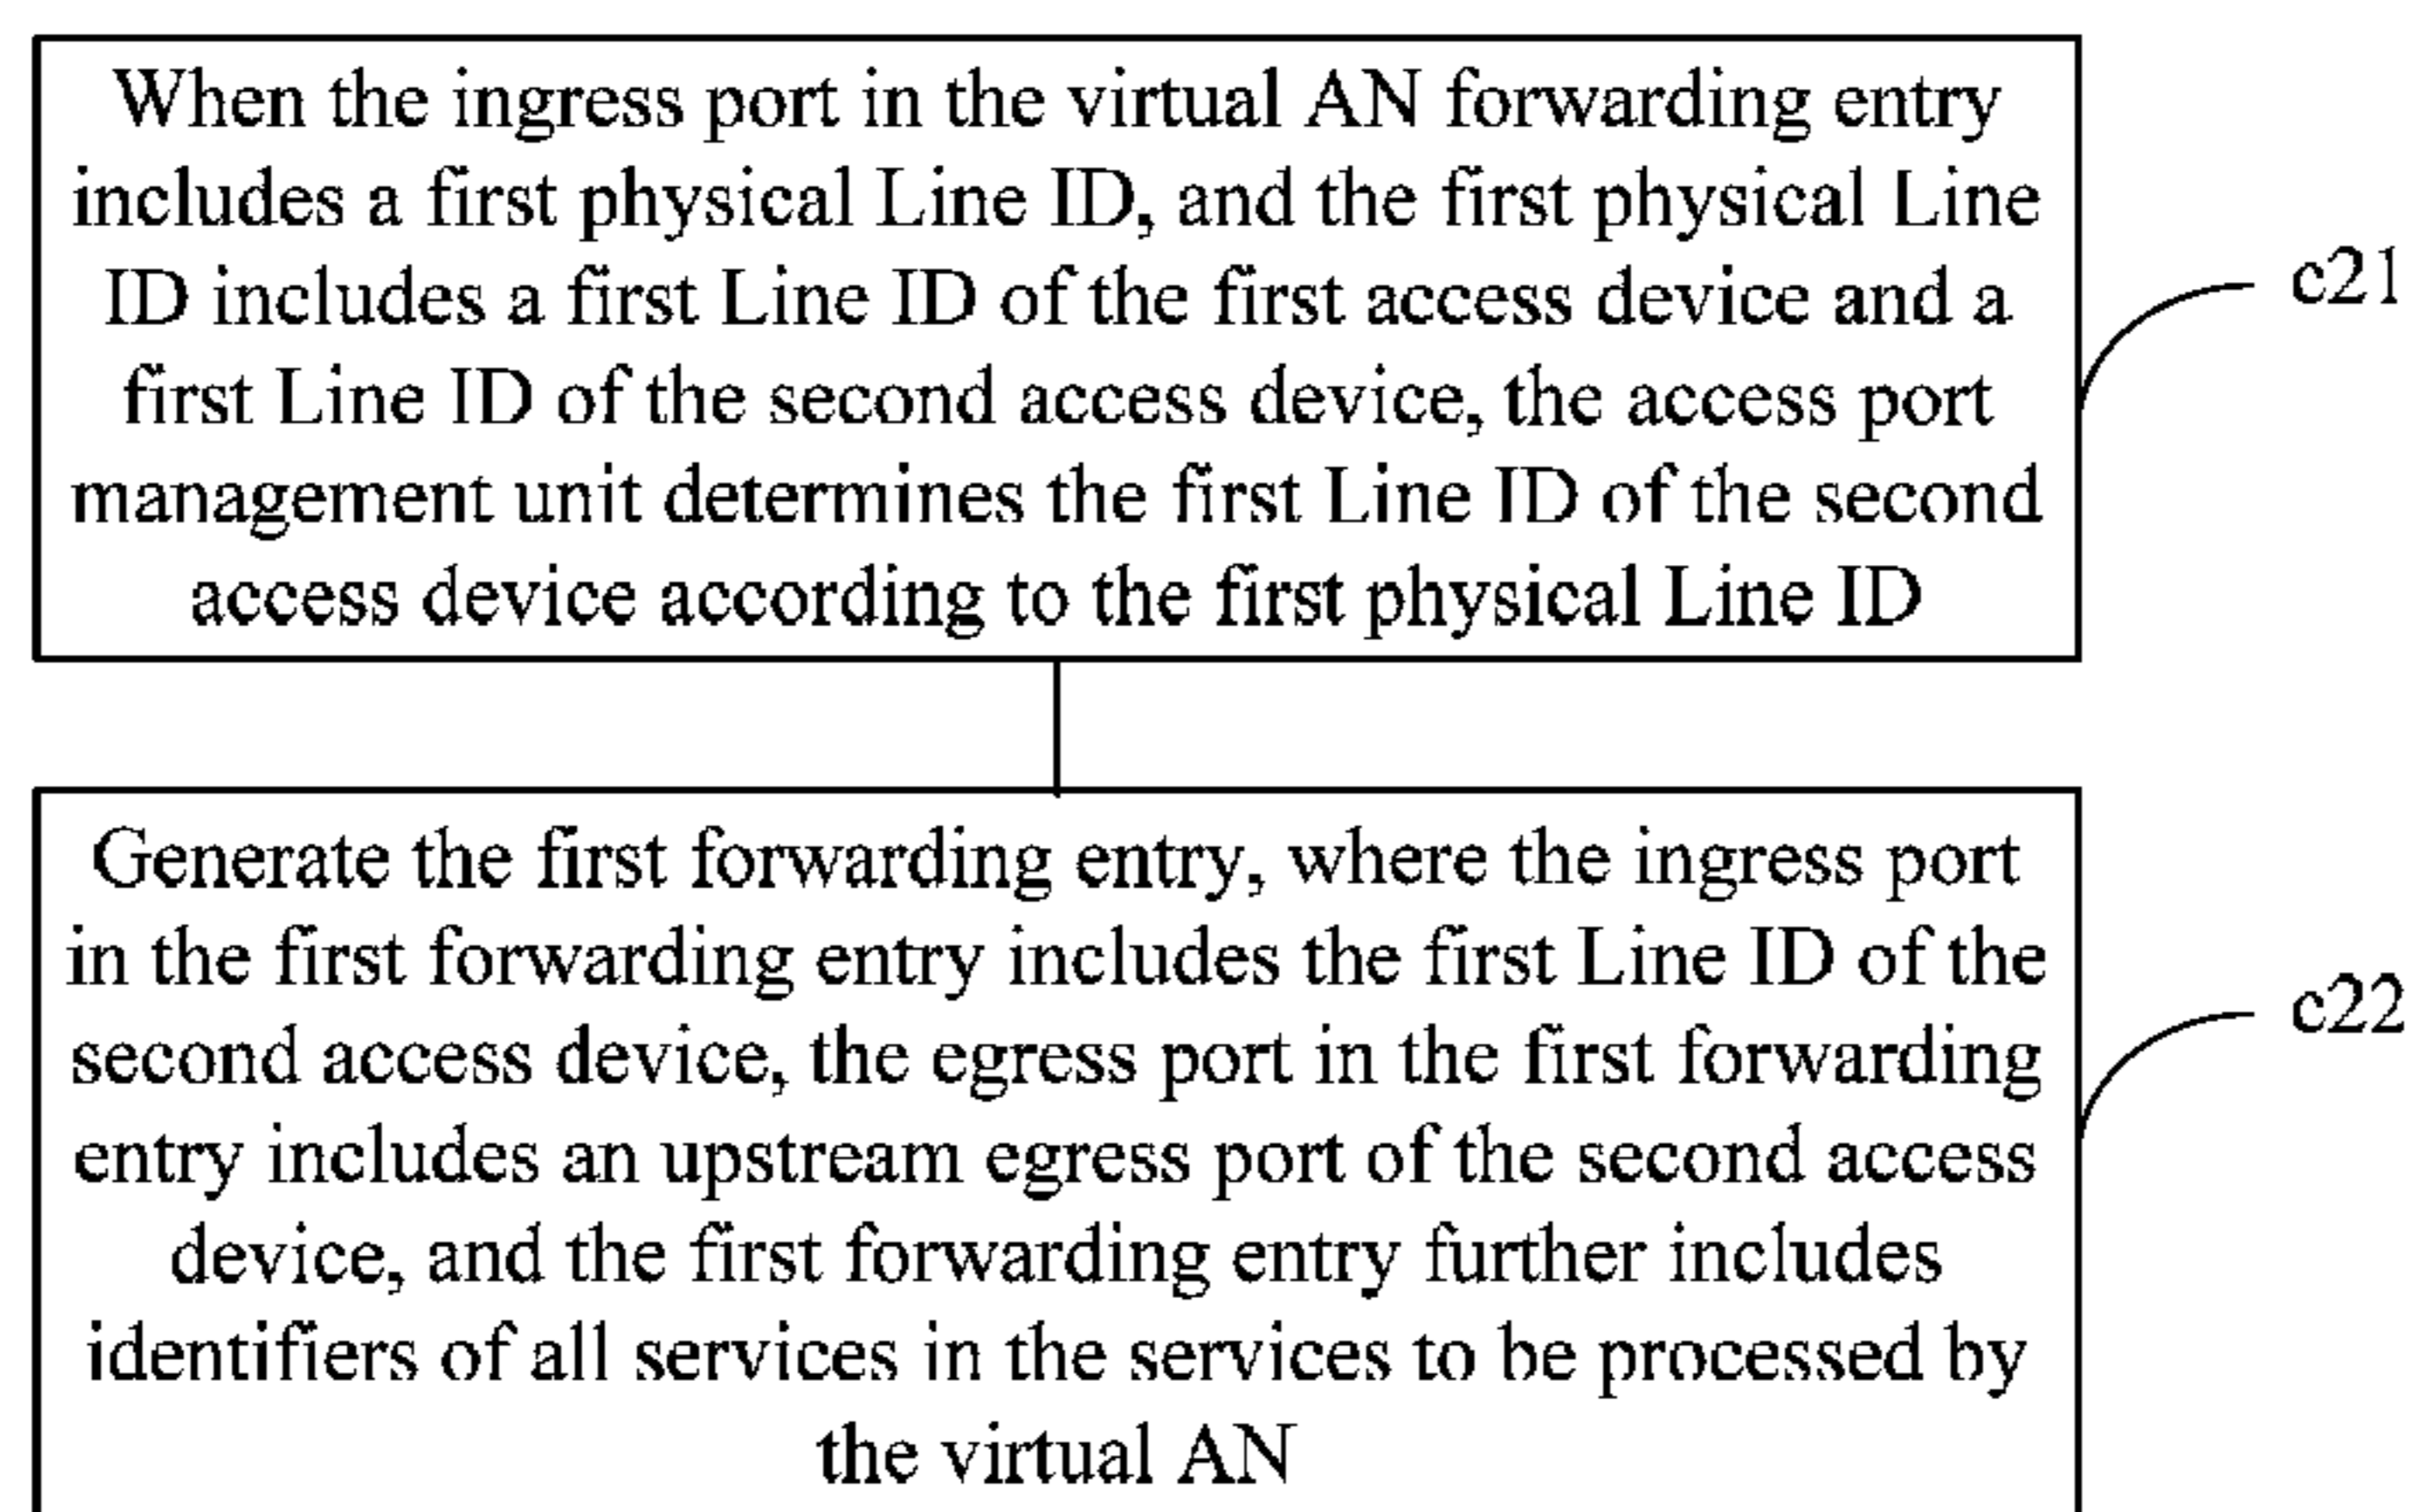 When the ingress port in the virtual AN forwarding entry
includes a first physical Line ID, and the first physical Line
ID includes a first Line ID of the first access device and a
first Line ID of the second access device, the access port
management unit determines the first Line ID of the second
access device according to the first physical Line ID
c21
Generate the first forwarding entry, where the ingress port
in the first forwarding entry includes the first Line ID of the
second access device, the egress port in the first forwarding
entry includes an upstream egress port of the second access
device, and the first forwarding entry further includes
identifiers of all services in the services to be processed by
the virtual AN
c22